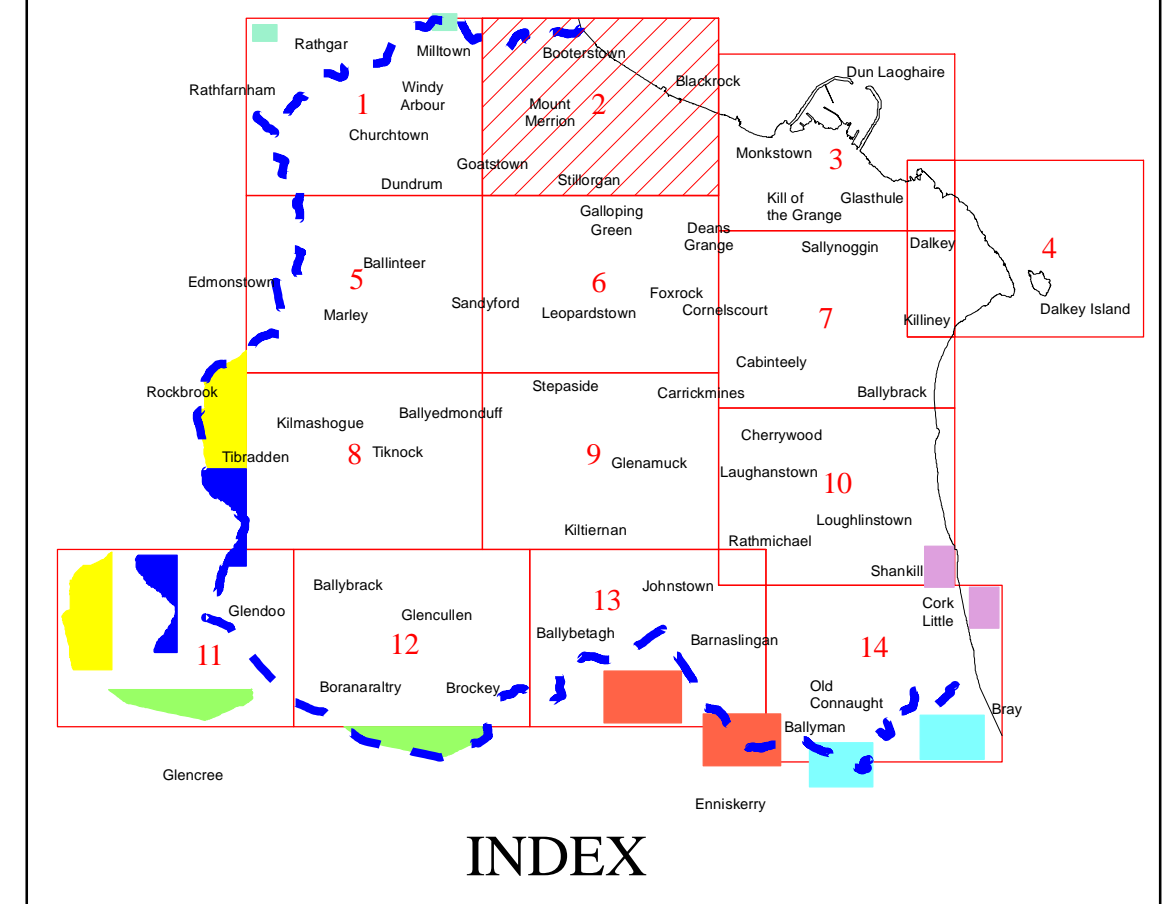 Rathgar
Milltown
Booterstown
Dun Laoghaire
Rathfarnham
Windy
Arbour
1
Mount
Merrion
2
Blackrock
Churchtown
Goatstown
Monkstown
3
Dundrum
Stillorgan
Kill of
the Grange
Glasthule
Galloping
Green
Deans
Grange
Sallynoggin
Dalkey
4
Edmonstown
5
Ballinteer
6
Foxrock
Sandyford
Marley
Leopardstown
Cornelscourt
7
Killiney
Dalkey Island
Cabinteely
Rockbrook
Stepaside
Carrickmines
Ballybrack
Kilmashogue
Ballyedmonduff
Cherrywood
Tibradden
8
Tiknock
9
Glenamuck
Laughanstown
10
Kiltiernan
Loughlinstown
Rathmichael
Shankill
Ballybrack
Johnstown
13
Glendoo
Glencullen
Cork
Little
11
12
Ballybetagh
Barnaslingan
14
Boranaraltry
Brockey
Old
Connaught
Bray
Ballyman
Glencree
Enniskerry
INDEX